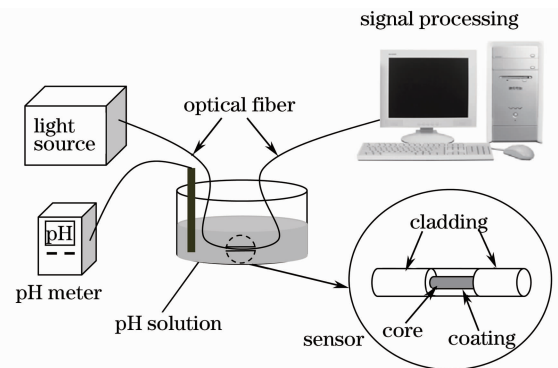 signal processing
optical fiber
light
source
pH
pH meter
pH solution
cladding
sensor
core
coating